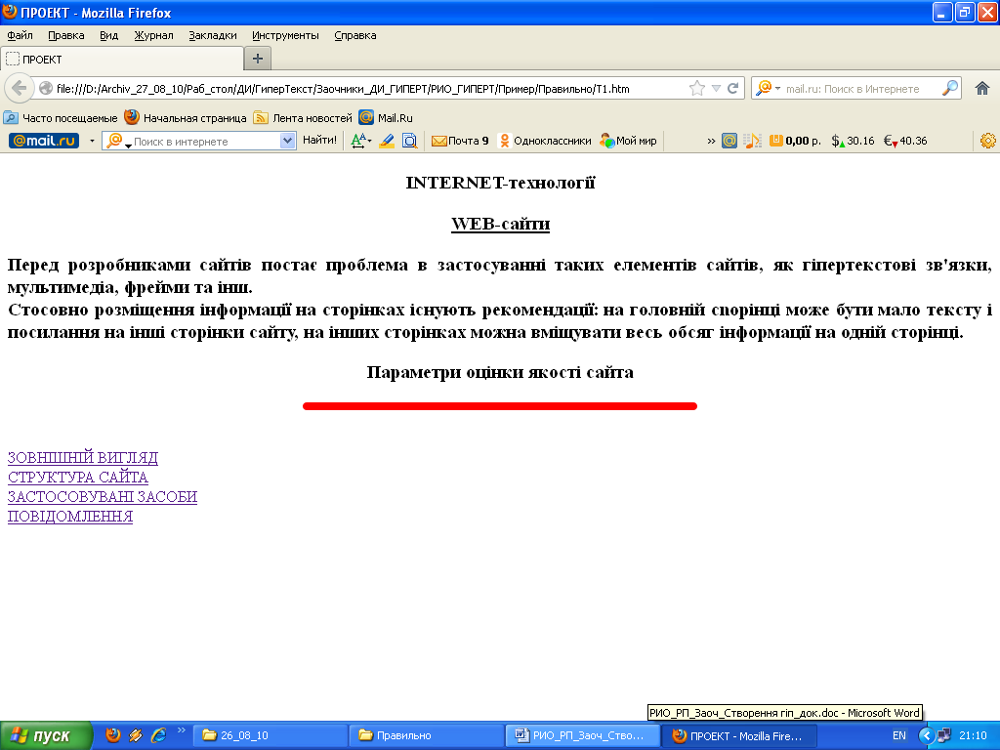 ПРОЕКТ - Mozilla Firefox
Файл Правка Вид Журнал Закладки Инструменты Справка
ПРОЕКТ
file:///D:/Archiv_27_08_10/Раб_стол/ДИ/ГиперТекст/Заочники_ДИ_ГИПЕРТ/РИО_ГИПЕРТ/Пример/Правильно/T1.htm mail.ru: Поиск в Интернете
Часто посещаемые Начальная страница Лента новостей Mail.Ru
@mail.ru Поиск в интернете Найти! Почта 9 Одноклассники Мой мир » 0,00 р. $ 30.16 € 40.36
INTERNET-технології
WEB-сайти
Перед розробниками сайтів постає проблема в застосуванні таких елементів сайтів, як гіпертекстові зв'язки,
мультимедіа, фрейми та інш.
Стосовно розміщення інформації на сторінках існують рекомендації: на головній спорінці може бути мало тексту і
посилання на інші сторінки сайту, на інших сторінках можна вміщувати весь обсяг інформації на одній сторінці.
Параметри оцінки якості сайта
ЗОВНІШНІЙ ВИГЛЯД
СТРУКТУРА САЙТА
ЗАСТОСОВУВАНІ ЗАСОБИ
ПОВІДОМЛЕННЯ
РИО_РП_Заоч_Створення гіп_док.doc - Microsoft Word
пуск » 26_08_10 Правильно РИО_РП_Заоч_Ство... ПРОЕКТ - Mozilla Fire... EN 21:10